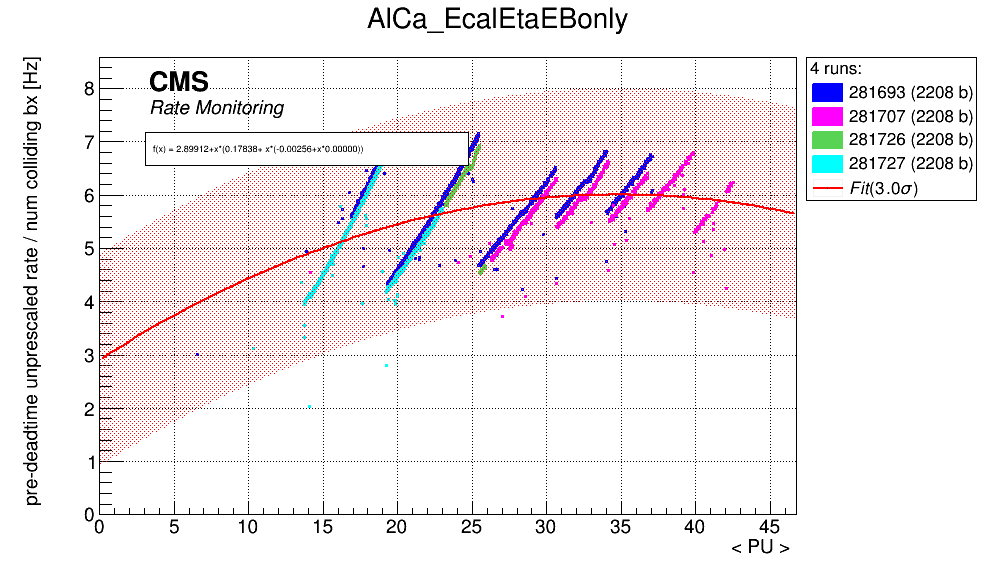 AlCa_EcalEtaEBonly
pre-deadtime unprescaled rate / num colliding bx [Hz]
CMS
Rate Monitoring
f(x) = 2.89912+x*(0.17838+ x*(-0.00256+x*0.00000))
4 runs:
281693 (2208 b)
281707 (2208 b)
281726 (2208 b)
281727 (2208 b)
Fit(3.0σ)
8
7
6
5
4
3
2
1
0
0 5 10 15 20 25 30 35 40 45
< PU >